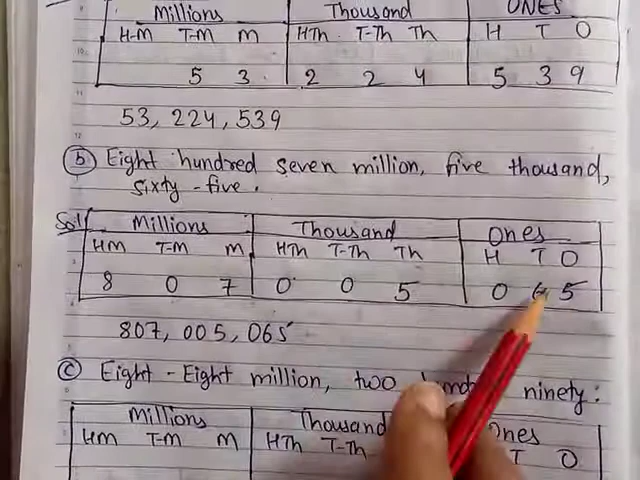 Millions Thousand ONES
H-M T-M M HTh. T-Th Th H T O
5 3 2 2 4 5 3 9
53, 224, 539
(b) Eight hundred seven million, five thousand,
sixty-five.
Sol Millions Thousand Ones
HM T-M M HTh T-Th Th H T O
8 0 7 0 0 5 0 6 5
807, 005, 065
(c) Eight-Eight million, two ninety:
Millions Thousand Ones
HM T-M M HTh T-Th T O